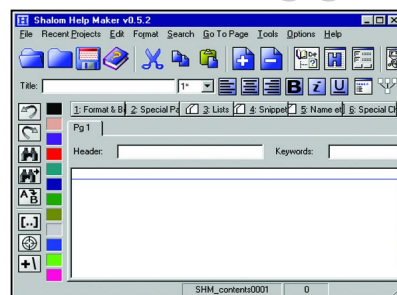 Shalom Help Maker v0.5.2
File Recent Projects Edit Format Search Go To Page Tools Options Help
Title: 1"
B i U
1: Format & B 2: Special Pa 3: Lists 4: Snippet 5: Name et 6: Special Ch
Pg 1
Header: Keywords:
A B
[..]
+\
SHM_contents0001 0